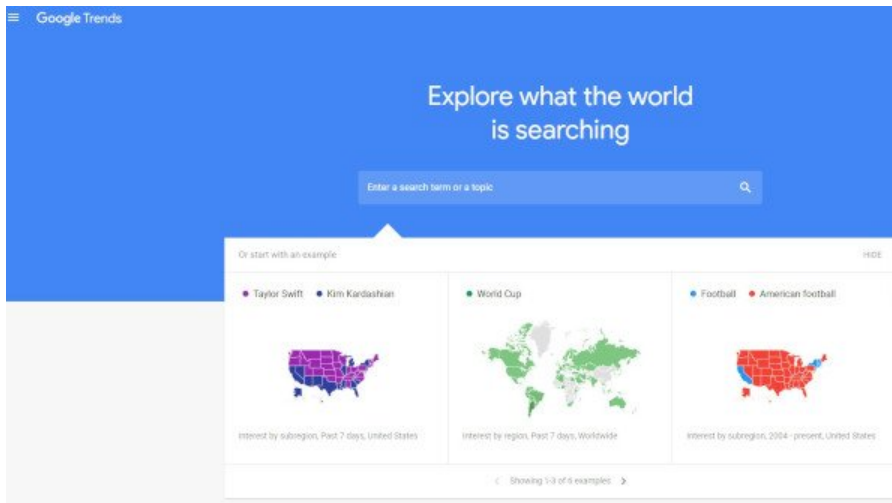 Google Trends
Explore what the world
is searching
Enter a search term or a topic
Or start with an example
HIDE
Taylor Swift Kim Kardashian
World Cup
Football American football
Interest by subregion, Past 7 days, United States
Interest by region, Past 7 days, Worldwide
Interest by subregion, 2004 - present, United States
Showing 1-3 of 6 examples